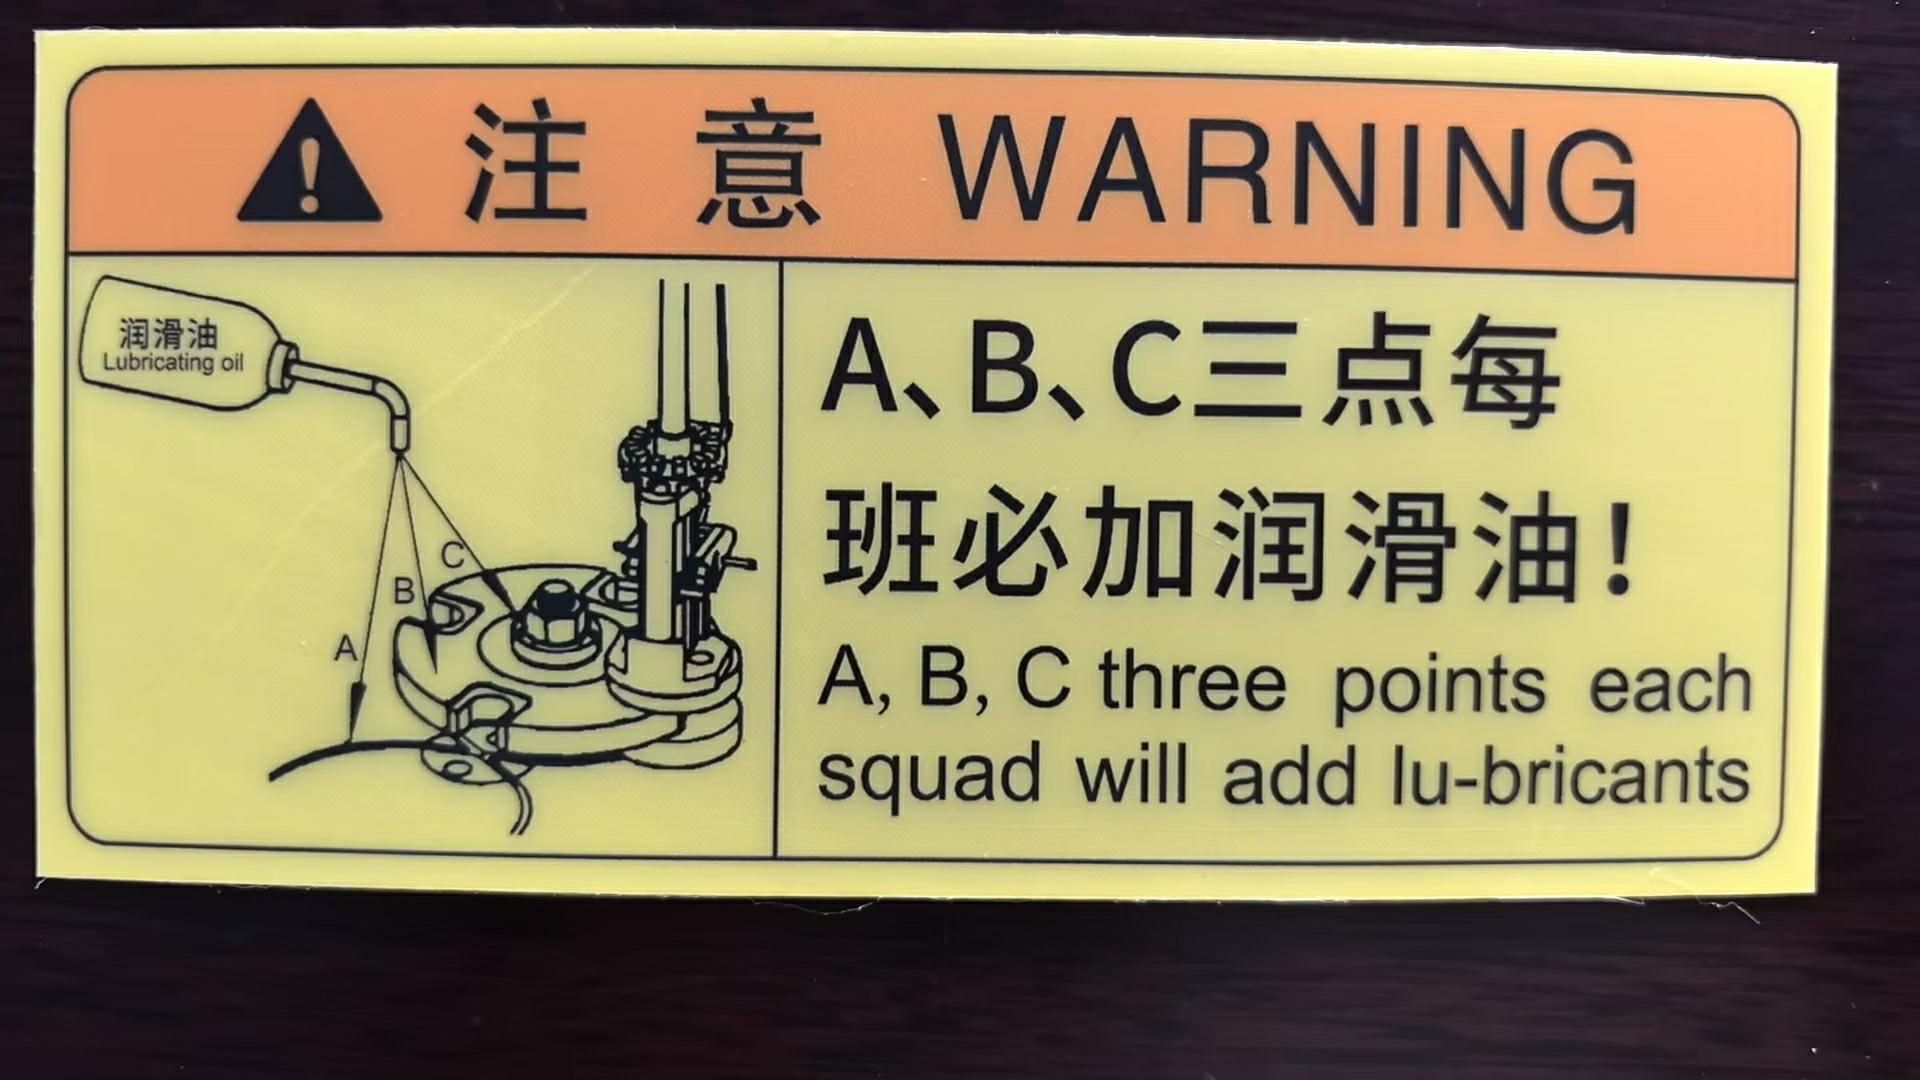 注 意 WARNING
润滑油
Lubricating oil
A
B
C
A、B、C三点每
班必加润滑油！
A, B, C three points each
squad will add lu-bricants